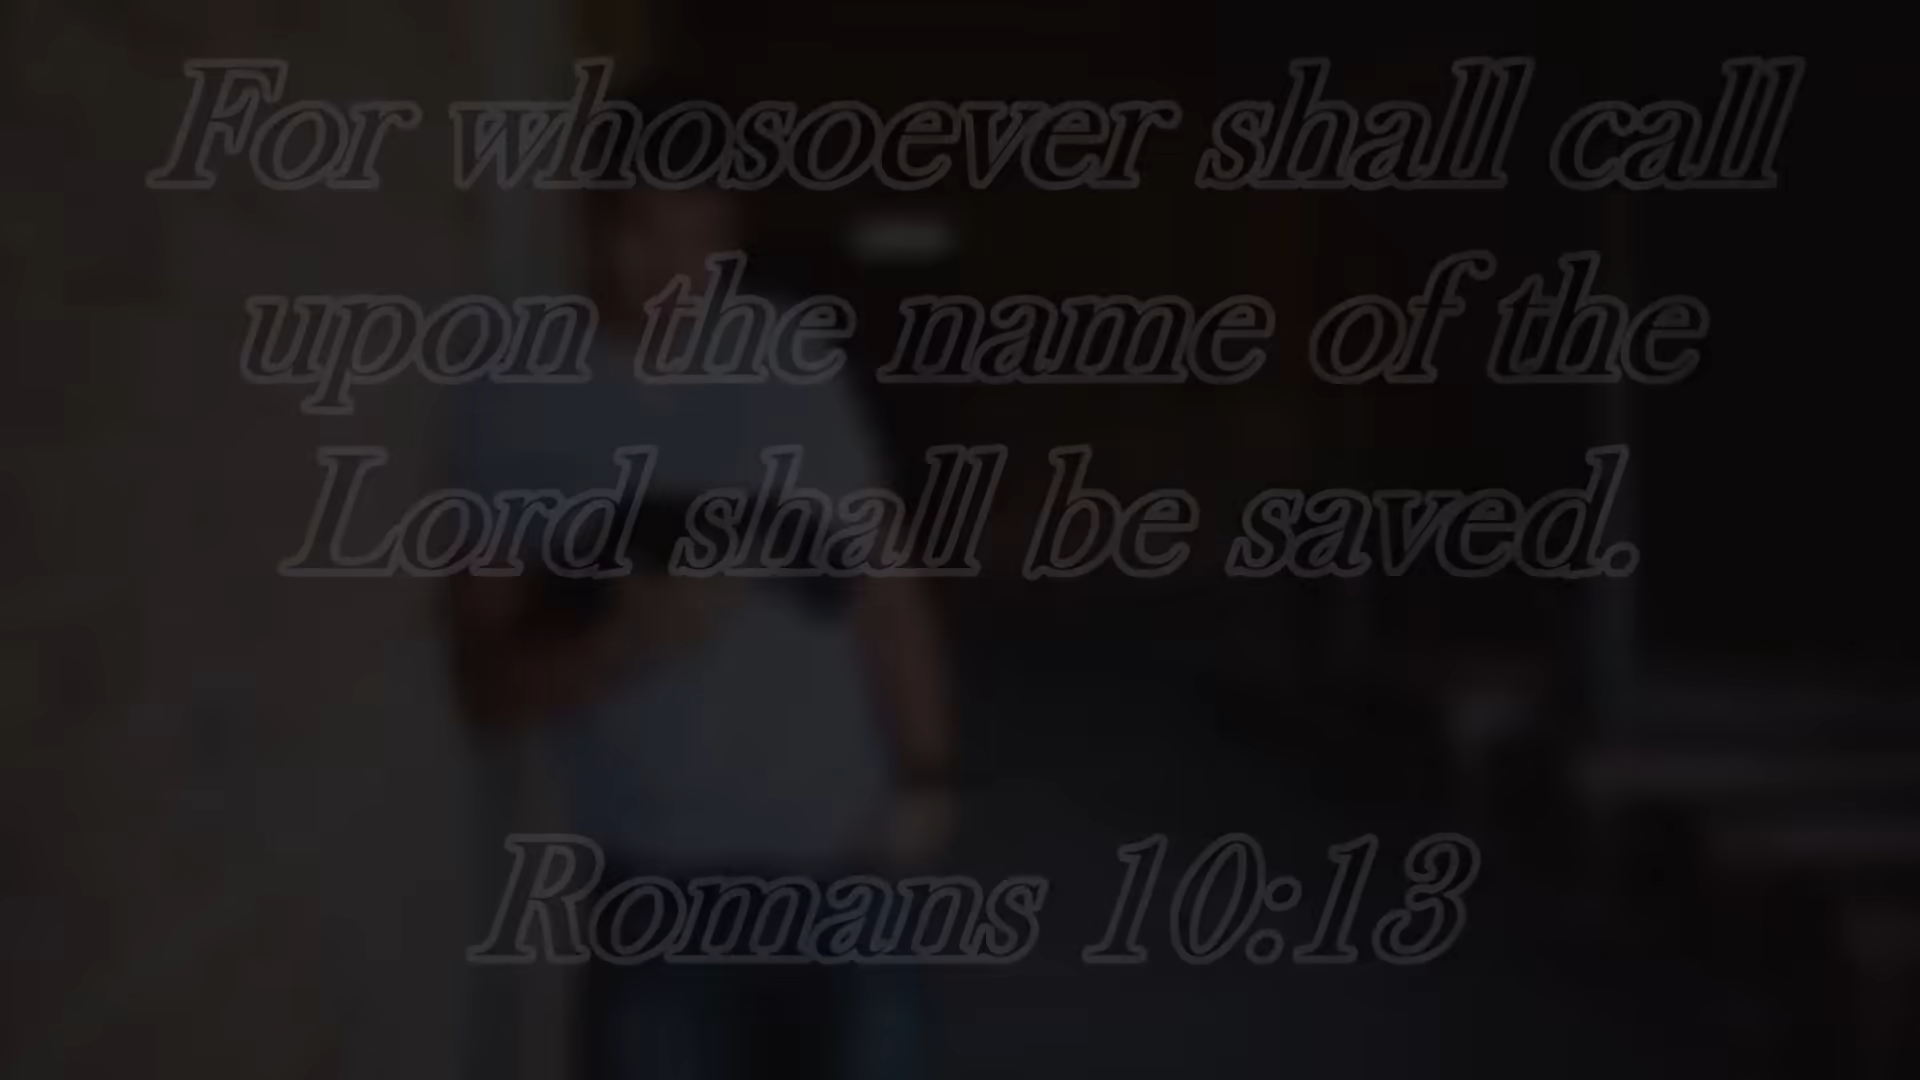 For whosoever shall call
upon the name of the
Lord shall be saved.
Romans 10:13